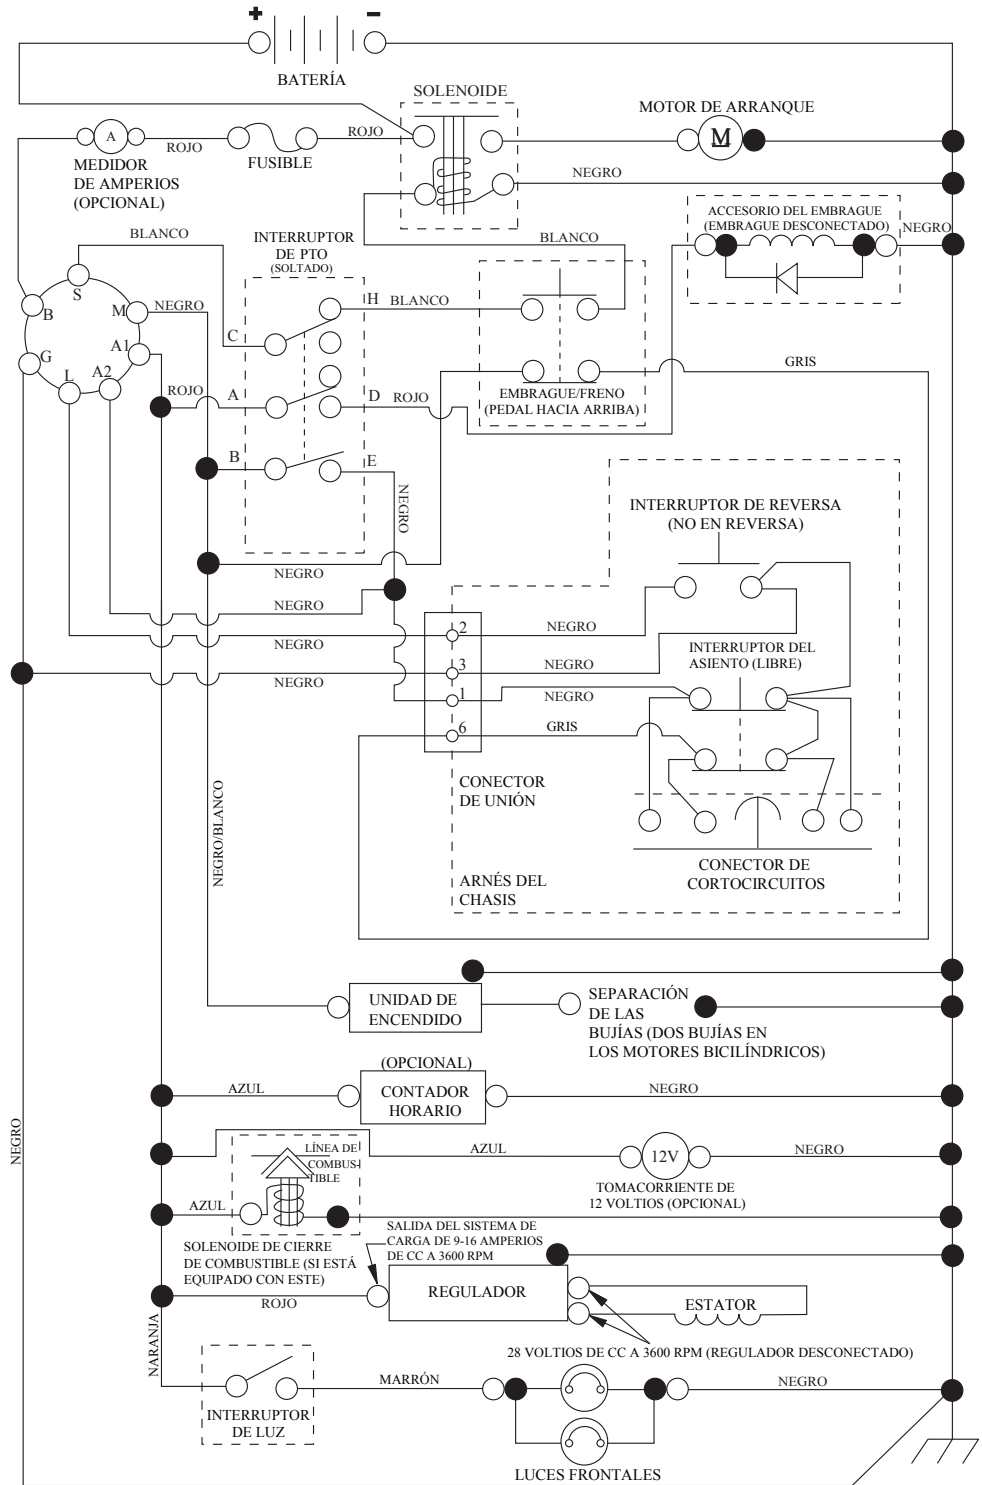 + −
BATERÍA
SOLENOIDE
MOTOR DE ARRANQUE
A
ROJO
FUSIBLE
ROJO
M
MEDIDOR
DE AMPERIOS
(OPCIONAL)
NEGRO
ACCESORIO DEL EMBRAGUE
(EMBRAGUE DESCONECTADO)
NEGRO
BLANCO
INTERRUPTOR
DE PTO
(SOLTADO)
BLANCO
S
B
M
NEGRO
H
BLANCO
C
G
A1
L
A2
GRIS
ROJO
A
D
ROJO
EMBRAGUE/FRENO
(PEDAL HACIA ARRIBA)
B
E
NEGRO
INTERRUPTOR DE REVERSA
(NO EN REVERSA)
NEGRO
NEGRO
2
NEGRO
NEGRO
INTERRUPTOR DEL
ASIENTO (LIBRE)
3
NEGRO
NEGRO
1
NEGRO
6
GRIS
CONECTOR
DE UNIÓN
NEGRO/BLANCO
CONECTOR DE
CORTOCIRCUITOS
ARNÉS DEL
CHASIS
UNIDAD DE
ENCENDIDO
SEPARACIÓN
DE LAS
BUJÍAS (DOS BUJÍAS EN
LOS MOTORES BICILÍNDRICOS)
(OPCIONAL)
AZUL
CONTADOR
HORARIO
NEGRO
NEGRO
LÍNEA DE
COMBUS-
TIBLE
AZUL
12V
NEGRO
TOMACORRIENTE DE
12 VOLTIOS (OPCIONAL)
AZUL
SOLENOIDE DE CIERRE
DE COMBUSTIBLE (SI ESTÁ
EQUIPADO CON ESTE)
SALIDA DEL SISTEMA DE
CARGA DE 9-16 AMPERIOS
DE CC A 3600 RPM
ROJO
REGULADOR
ESTATOR
28 VOLTIOS DE CC A 3600 RPM (REGULADOR DESCONECTADO)
NARANJA
MARRÓN
NEGRO
INTERRUPTOR
DE LUZ
LUCES FRONTALES